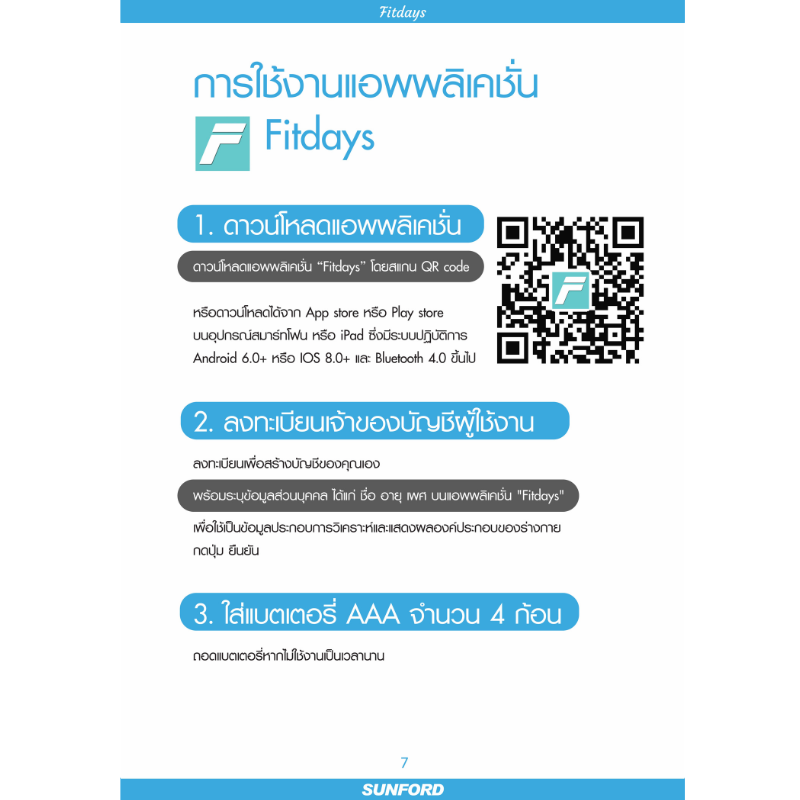 Fitdays
การใช้งานแอพพลิเคชั่น
Fitdays
1. ดาวน์โหลดแอพพลิเคชั่น
ดาวน์โหลดแอพพลิเคชั่น “Fitdays” โดยสแกน QR code
หรือดาวน์โหลดได้จาก App store หรือ Play store
บนอุปกรณ์สมาร์ทโฟน หรือ iPad ซึ่งมีระบบปฏิบัติการ
Android 6.0+ หรือ IOS 8.0+ และ Bluetooth 4.0 ขึ้นไป
2. ลงทะเบียนเจ้าของบัญชีผู้ใช้งาน
ลงทะเบียนเพื่อสร้างบัญชีของคุณเอง
พร้อมระบุข้อมูลส่วนบุคคล ได้แก่ ชื่อ อายุ เพศ บนแอพพลิเคชั่น "Fitdays"
เพื่อใช้เป็นข้อมูลประกอบการวิเคราะห์และแสดงผลองค์ประกอบของร่างกาย
กดปุ่ม ยืนยัน
3. ใส่แบตเตอรี่ AAA จำนวน 4 ก้อน
ถอดแบตเตอรี่หากไม่ใช้งานเป็นเวลานาน
7
SUNFORD